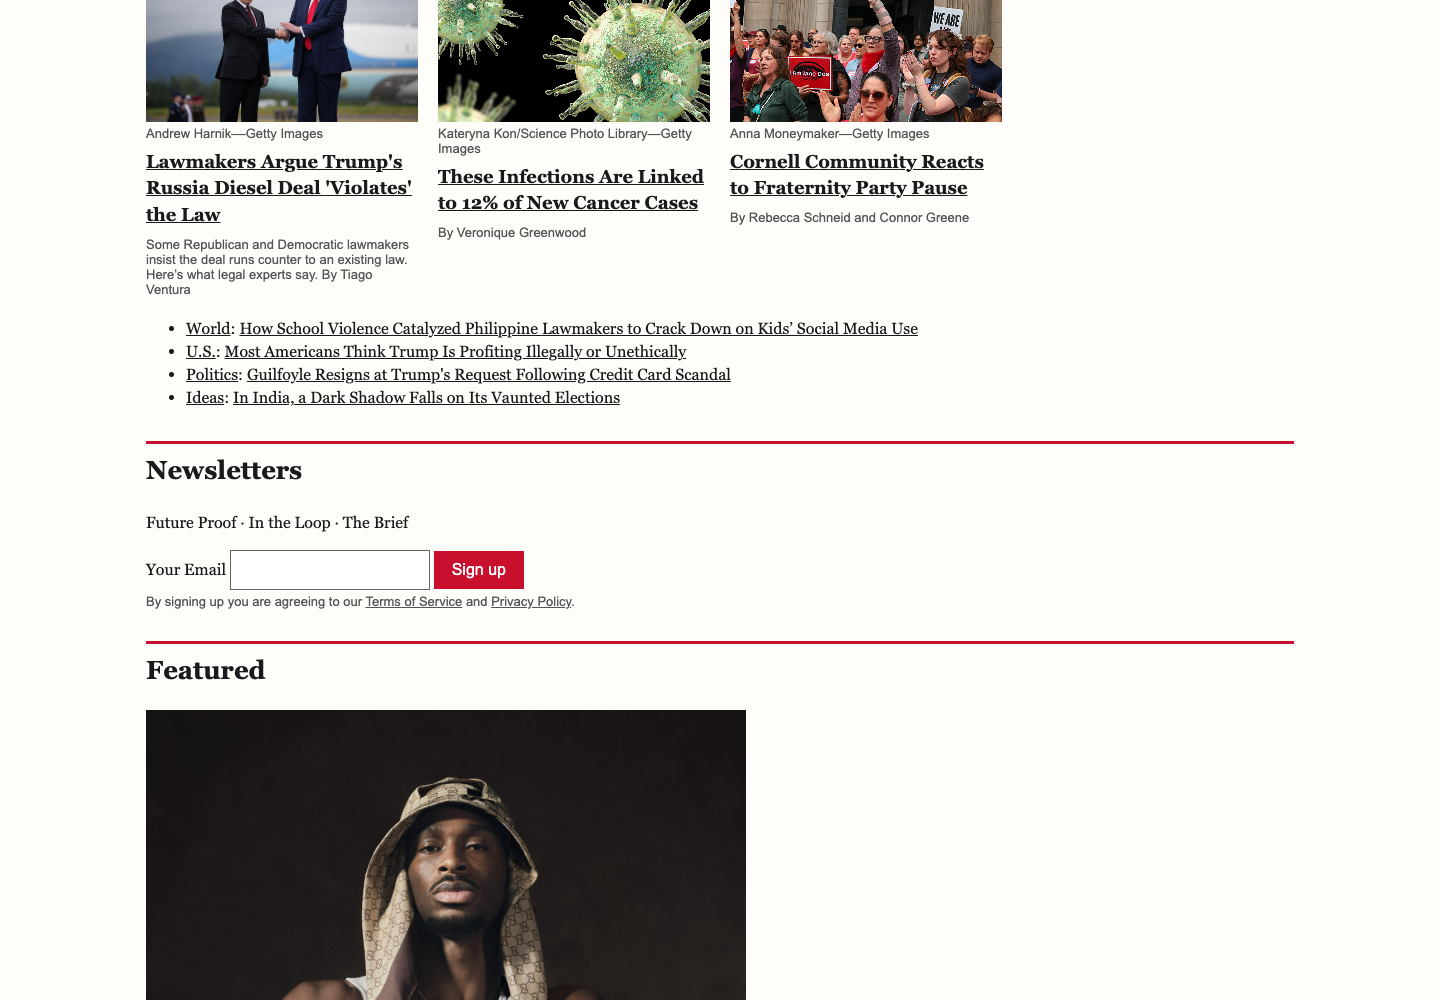 WE ARE
I Am Jane Doe
Andrew Harnik—Getty Images
Lawmakers Argue Trump's
Russia Diesel Deal 'Violates'
the Law
Some Republican and Democratic lawmakers
insist the deal runs counter to an existing law.
Here's what legal experts say. By Tiago
Ventura
Kateryna Kon/Science Photo Library—Getty
Images
These Infections Are Linked
to 12% of New Cancer Cases
By Veronique Greenwood
Anna Moneymaker—Getty Images
Cornell Community Reacts
to Fraternity Party Pause
By Rebecca Schneid and Connor Greene
• World: How School Violence Catalyzed Philippine Lawmakers to Crack Down on Kids’ Social Media Use
• U.S.: Most Americans Think Trump Is Profiting Illegally or Unethically
• Politics: Guilfoyle Resigns at Trump's Request Following Credit Card Scandal
• Ideas: In India, a Dark Shadow Falls on Its Vaunted Elections
Newsletters
Future Proof · In the Loop · The Brief
Your Email Sign up
By signing up you are agreeing to our Terms of Service and Privacy Policy.
Featured